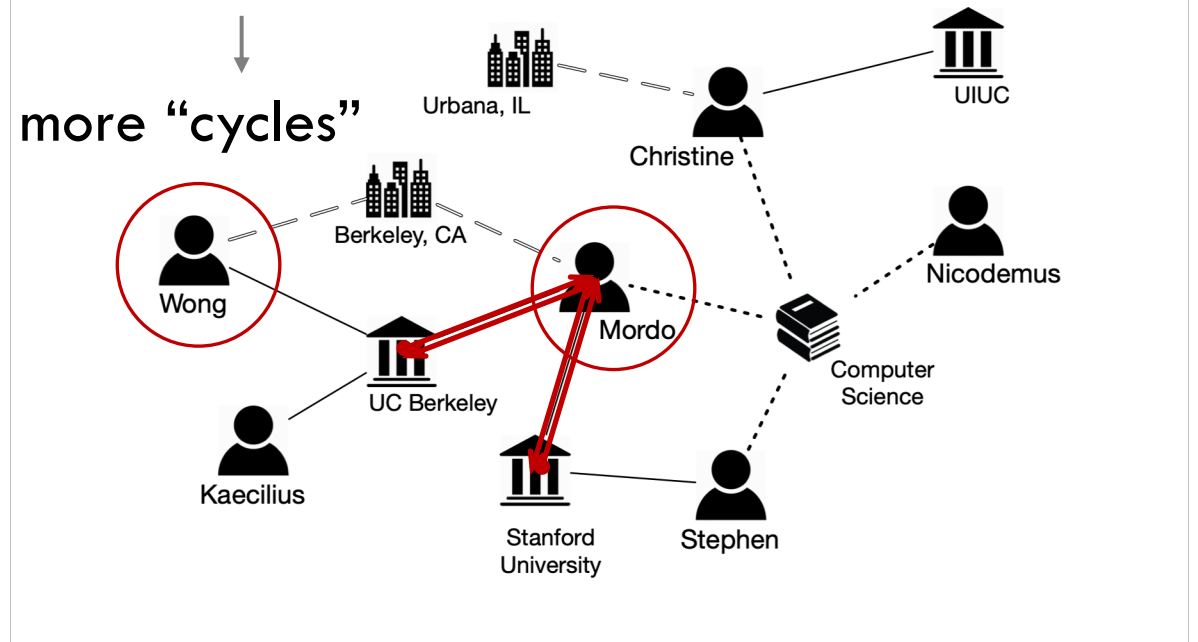 more “cycles”
Urbana, IL
UIUC
Christine
Berkeley, CA
Wong
Nicodemus
Mordo
Computer
Science
UC Berkeley
Kaecilius
Stanford
University
Stephen